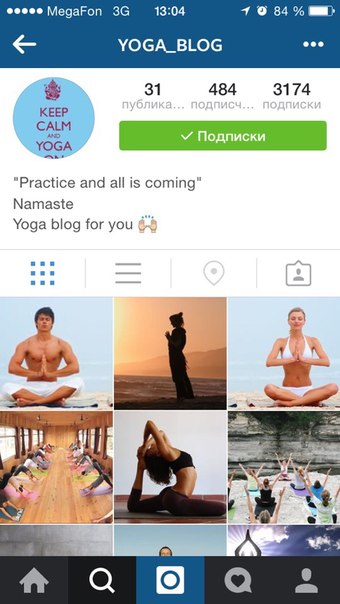 MegaFon 3G 13:04 84 %
YOGA_BLOG
KEEP
CALM
AND
YOGA
ON
31 484 3174
публика... подписч... подписки
Подписки
"Practice and all is coming"
Namaste
Yoga blog for you